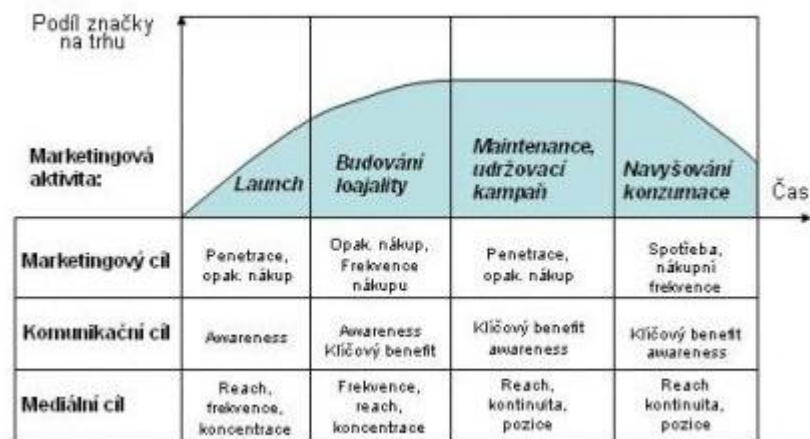 Podíl značky
na trhu
Marketingová
aktivita:
Launch
Budování
loajality
Maintenance,
udržovací
kampaň
Navyšování
konzumace
Čas
Marketingový cíl
Penetrace,
opak. nákup
Opak. nákup,
Frekvence
nákupu
Penetrace,
opak. nákup
Spotřeba,
nákupní
frekvence
Komunikační cíl
Awareness
Awareness
Klíčový benefit
Klíčový benefit
awareness
Klíčový benefit
awareness
Mediální cíl
Reach,
frekvence,
koncentrace
Frekvence,
reach,
koncentrace
Reach,
kontinuita,
pozice
Reach
kontinuita,
pozice